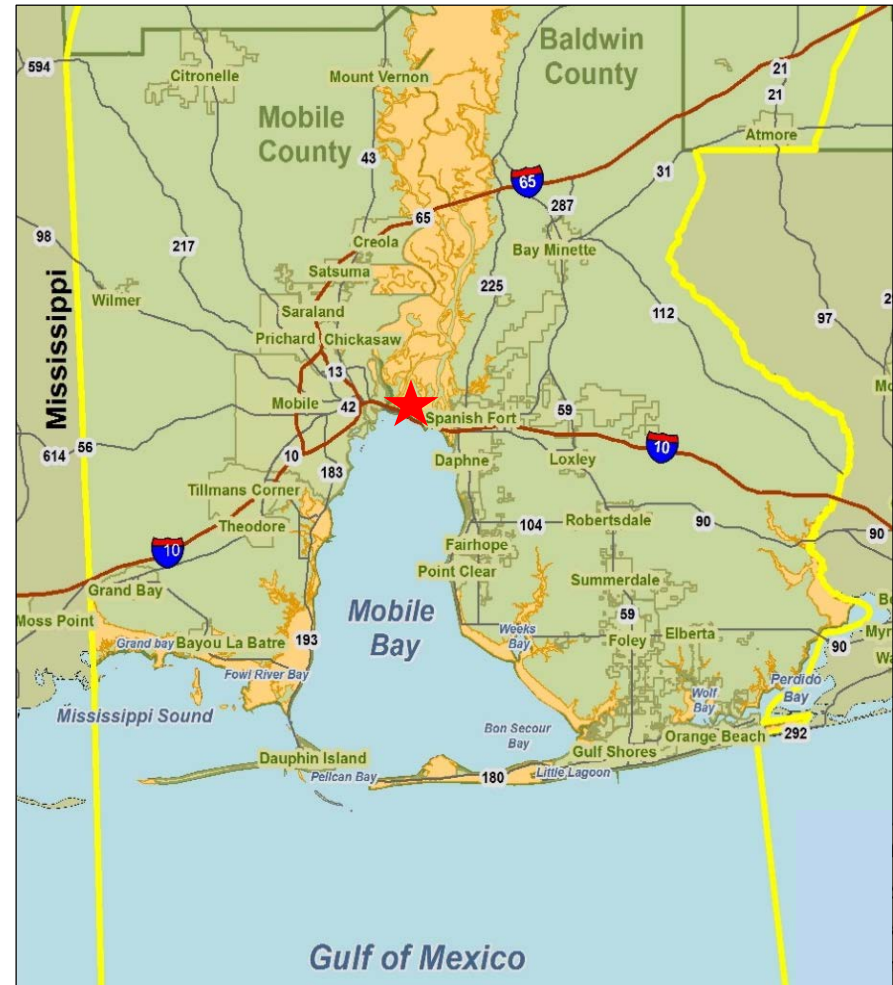 Baldwin
County
594
Citronelle
Mount Vernon
21
21
Mobile
County
Atmore
43
31
65
287
65
Creola
Bay Minette
98
217
Satsuma
225
Mississippi
Wilmer
Saraland
112
97
Prichard
Chickasaw
13
Mobile
42
Spanish Fort
59
614
56
10
183
Daphne
Loxley
10
Tillmans Corner
Theodore
104
Robertsdale
90
90
10
Fairhope
Point Clear
Grand Bay
Summerdale
Moss Point
Mobile
Bay
59
Grand bay
Bayou La Batre
193
Weeks
Bay
Foley
Elberta
90
Fowl River Bay
Wolf
Bay
Perdido
Bay
Mississippi Sound
Bon Secour
Bay
Orange Beach
292
Dauphin Island
Gulf Shores
Pelican Bay
180
Little Lagoon
Gulf of Mexico